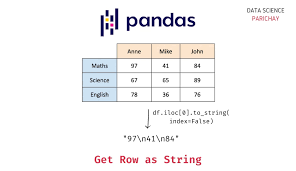 DATA SCIENCE
PARICHAY
pandas
Anne Mike John
Maths 97 41 84
Science 67 65 89
English 78 36 76
df.iloc[0].to_string(
index=False)
"97\n41\n84"
Get Row as String